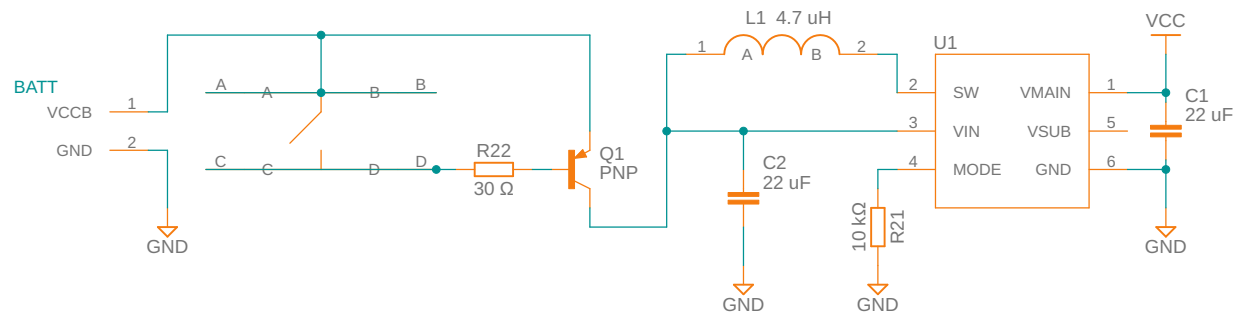 L1 4.7 uH
VCC
1 A B 2
U1
A A B B
BATT
2 SW VMAIN 1
C1
VCCB 1
22 uF
3 VIN VSUB 5
GND 2
C C D D
R22
30 Ω
Q1
PNP
C2
22 uF
4 MODE GND 6
10 kΩ
R21
GND
GND
GND
GND